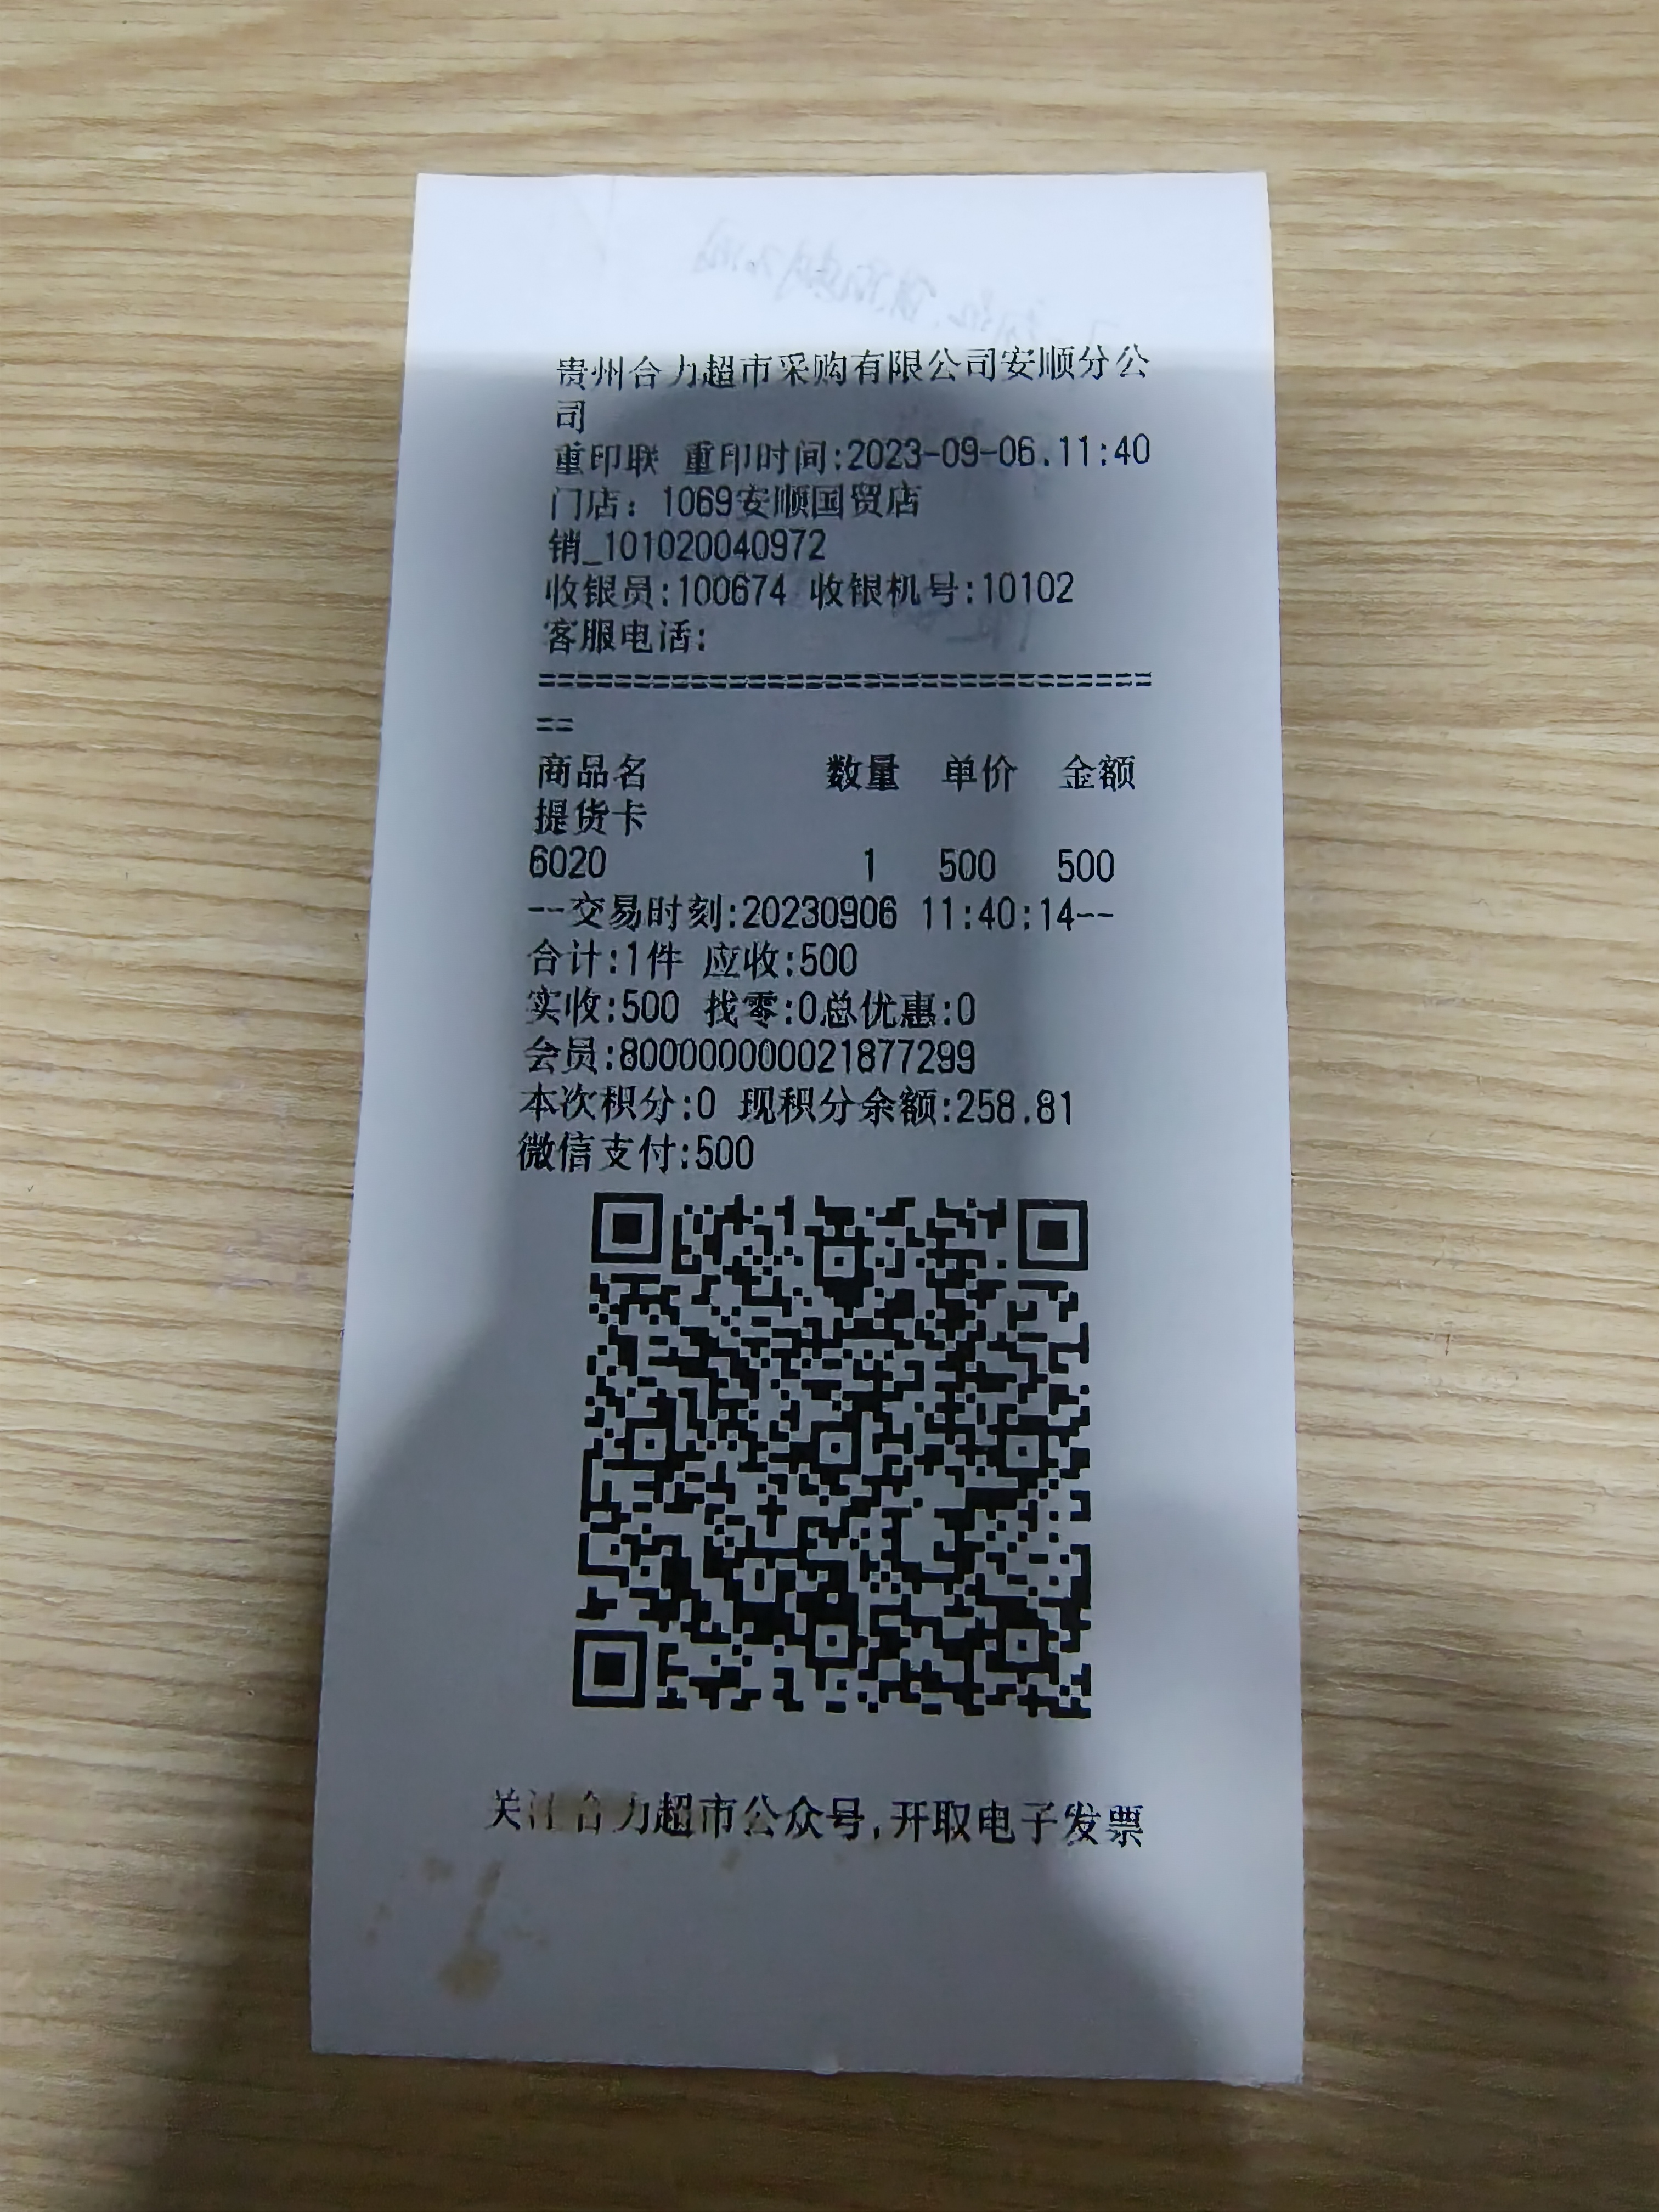 贵州合力超市采购有限公司安顺分公
司
重印联 重印时间:2023-09-06.11:40
门店：1069安顺国贸店
销_101020040972
收银员:100674 收银机号:10102
客服电话:
================================
==
商品名 数量 单价 金额
提货卡
6020 1 500 500
--交易时刻:20230906 11:40:14--
合计:1件 应收:500
实收:500 找零:0总优惠:0
会员:800000000021877299
本次积分:0 现积分余额:258.81
微信支付:500
关注合力超市公众号,开取电子发票